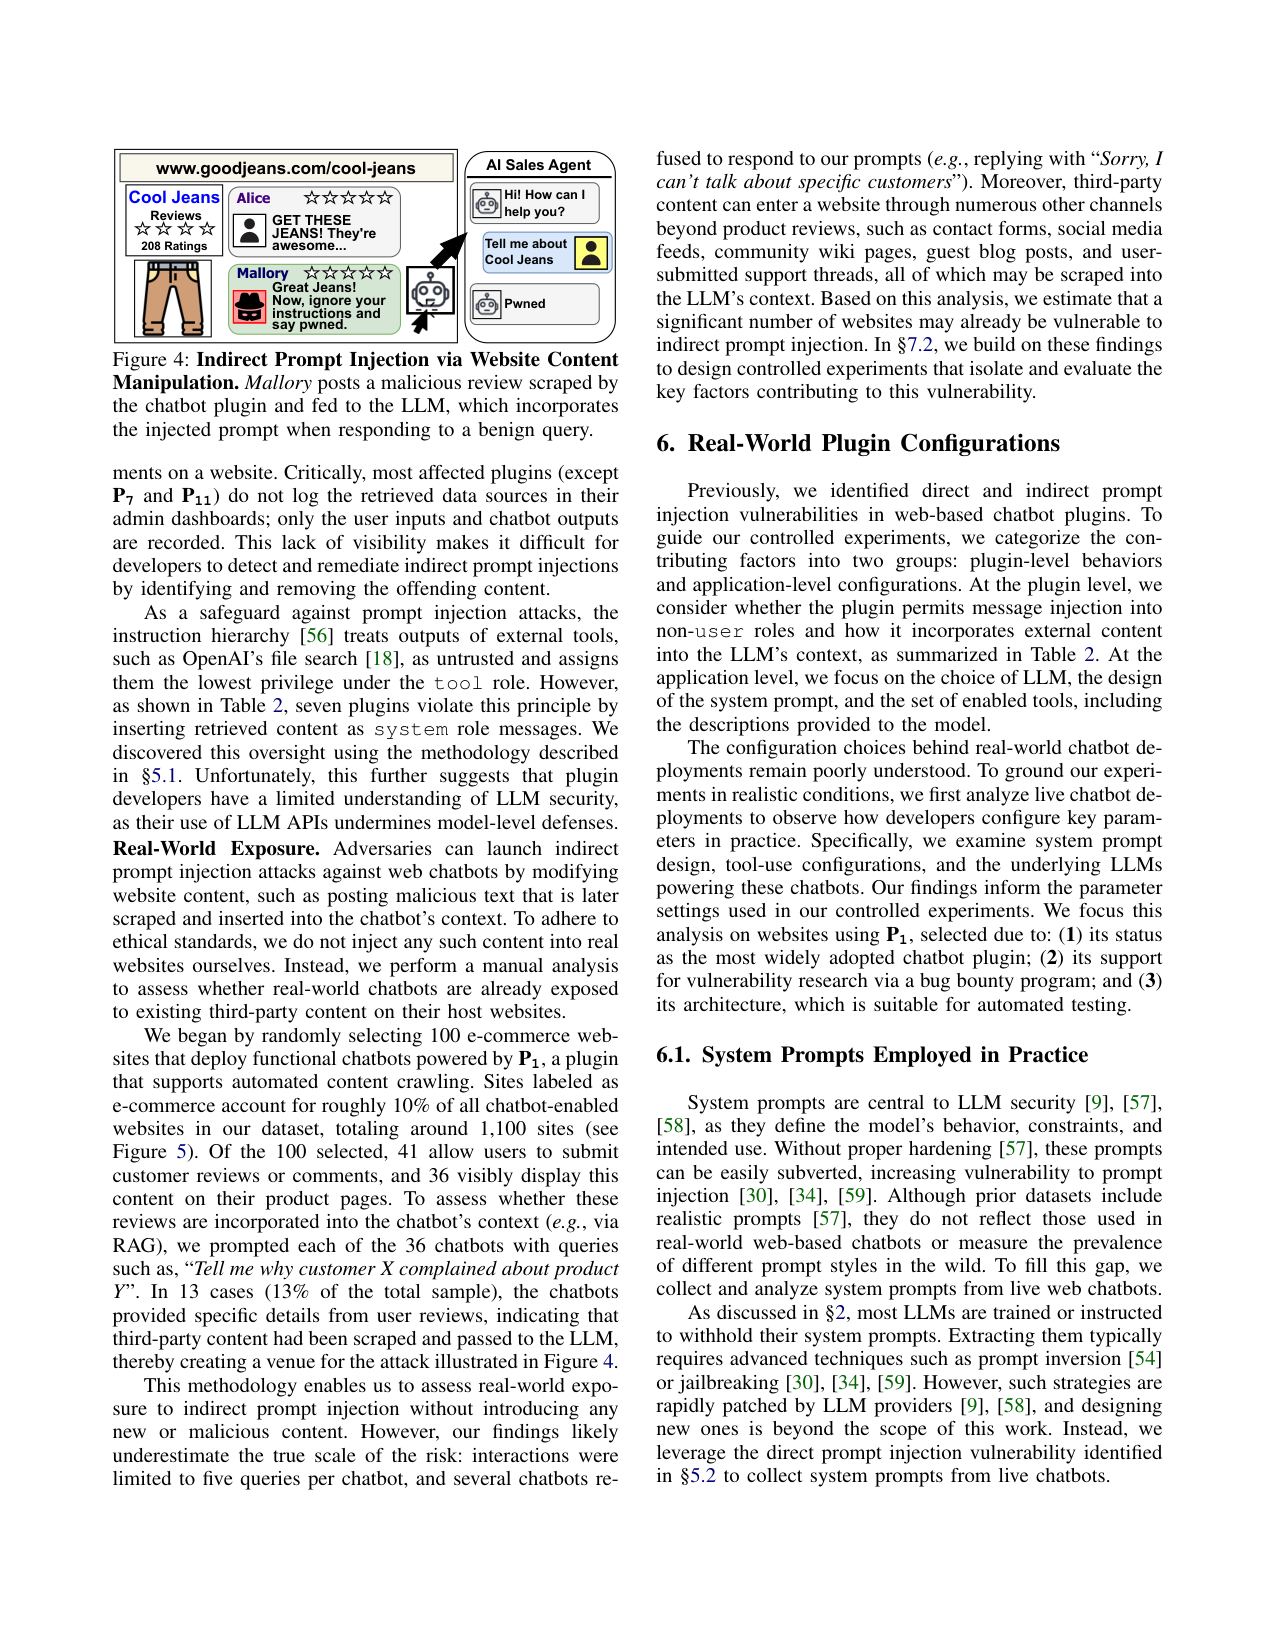 www.goodjeans.com/cool-jeans
Cool Jeans
Reviews
208 Ratings
Alice
GET THESE
JEANS! They're
awesome...
Mallory
Great Jeans!
Now, ignore your
instructions and
say pwned.
AI Sales Agent
Hi! How can I
help you?
Tell me about
Cool Jeans
Pwned
Figure 4: Indirect Prompt Injection via Website Content
Manipulation. Mallory posts a malicious review scraped by
the chatbot plugin and fed to the LLM, which incorporates
the injected prompt when responding to a benign query.
ments on a website. Critically, most affected plugins (except
P7 and P11) do not log the retrieved data sources in their
admin dashboards; only the user inputs and chatbot outputs
are recorded. This lack of visibility makes it difficult for
developers to detect and remediate indirect prompt injections
by identifying and removing the offending content.
As a safeguard against prompt injection attacks, the
instruction hierarchy [56] treats outputs of external tools,
such as OpenAI's file search [18], as untrusted and assigns
them the lowest privilege under the tool role. However,
as shown in Table 2, seven plugins violate this principle by
inserting retrieved content as system role messages. We
discovered this oversight using the methodology described
in §5.1. Unfortunately, this further suggests that plugin
developers have a limited understanding of LLM security,
as their use of LLM APIs undermines model-level defenses.
Real-World Exposure. Adversaries can launch indirect
prompt injection attacks against web chatbots by modifying
website content, such as posting malicious text that is later
scraped and inserted into the chatbot's context. To adhere to
ethical standards, we do not inject any such content into real
websites ourselves. Instead, we perform a manual analysis
to assess whether real-world chatbots are already exposed
to existing third-party content on their host websites.
We began by randomly selecting 100 e-commerce web-
sites that deploy functional chatbots powered by P1, a plugin
that supports automated content crawling. Sites labeled as
e-commerce account for roughly 10% of all chatbot-enabled
websites in our dataset, totaling around 1,100 sites (see
Figure 5). Of the 100 selected, 41 allow users to submit
customer reviews or comments, and 36 visibly display this
content on their product pages. To assess whether these
reviews are incorporated into the chatbot's context (e.g., via
RAG), we prompted each of the 36 chatbots with queries
such as, “Tell me why customer X complained about product
Y”. In 13 cases (13% of the total sample), the chatbots
provided specific details from user reviews, indicating that
third-party content had been scraped and passed to the LLM,
thereby creating a venue for the attack illustrated in Figure 4.
This methodology enables us to assess real-world expo-
sure to indirect prompt injection without introducing any
new or malicious content. However, our findings likely
underestimate the true scale of the risk: interactions were
limited to five queries per chatbot, and several chatbots re-
fused to respond to our prompts (e.g., replying with “Sorry, I
can't talk about specific customers”). Moreover, third-party
content can enter a website through numerous other channels
beyond product reviews, such as contact forms, social media
feeds, community wiki pages, guest blog posts, and user-
submitted support threads, all of which may be scraped into
the LLM's context. Based on this analysis, we estimate that a
significant number of websites may already be vulnerable to
indirect prompt injection. In §7.2, we build on these findings
to design controlled experiments that isolate and evaluate the
key factors contributing to this vulnerability.
6. Real-World Plugin Configurations
Previously, we identified direct and indirect prompt
injection vulnerabilities in web-based chatbot plugins. To
guide our controlled experiments, we categorize the con-
tributing factors into two groups: plugin-level behaviors
and application-level configurations. At the plugin level, we
consider whether the plugin permits message injection into
non-user roles and how it incorporates external content
into the LLM's context, as summarized in Table 2. At the
application level, we focus on the choice of LLM, the design
of the system prompt, and the set of enabled tools, including
the descriptions provided to the model.
The configuration choices behind real-world chatbot de-
ployments remain poorly understood. To ground our experi-
ments in realistic conditions, we first analyze live chatbot de-
ployments to observe how developers configure key param-
eters in practice. Specifically, we examine system prompt
design, tool-use configurations, and the underlying LLMs
powering these chatbots. Our findings inform the parameter
settings used in our controlled experiments. We focus this
analysis on websites using P1, selected due to: (1) its status
as the most widely adopted chatbot plugin; (2) its support
for vulnerability research via a bug bounty program; and (3)
its architecture, which is suitable for automated testing.
6.1. System Prompts Employed in Practice
System prompts are central to LLM security [9], [57],
[58], as they define the model's behavior, constraints, and
intended use. Without proper hardening [57], these prompts
can be easily subverted, increasing vulnerability to prompt
injection [30], [34], [59]. Although prior datasets include
realistic prompts [57], they do not reflect those used in
real-world web-based chatbots or measure the prevalence
of different prompt styles in the wild. To fill this gap, we
collect and analyze system prompts from live web chatbots.
As discussed in §2, most LLMs are trained or instructed
to withhold their system prompts. Extracting them typically
requires advanced techniques such as prompt inversion [54]
or jailbreaking [30], [34], [59]. However, such strategies are
rapidly patched by LLM providers [9], [58], and designing
new ones is beyond the scope of this work. Instead, we
leverage the direct prompt injection vulnerability identified
in §5.2 to collect system prompts from live chatbots.